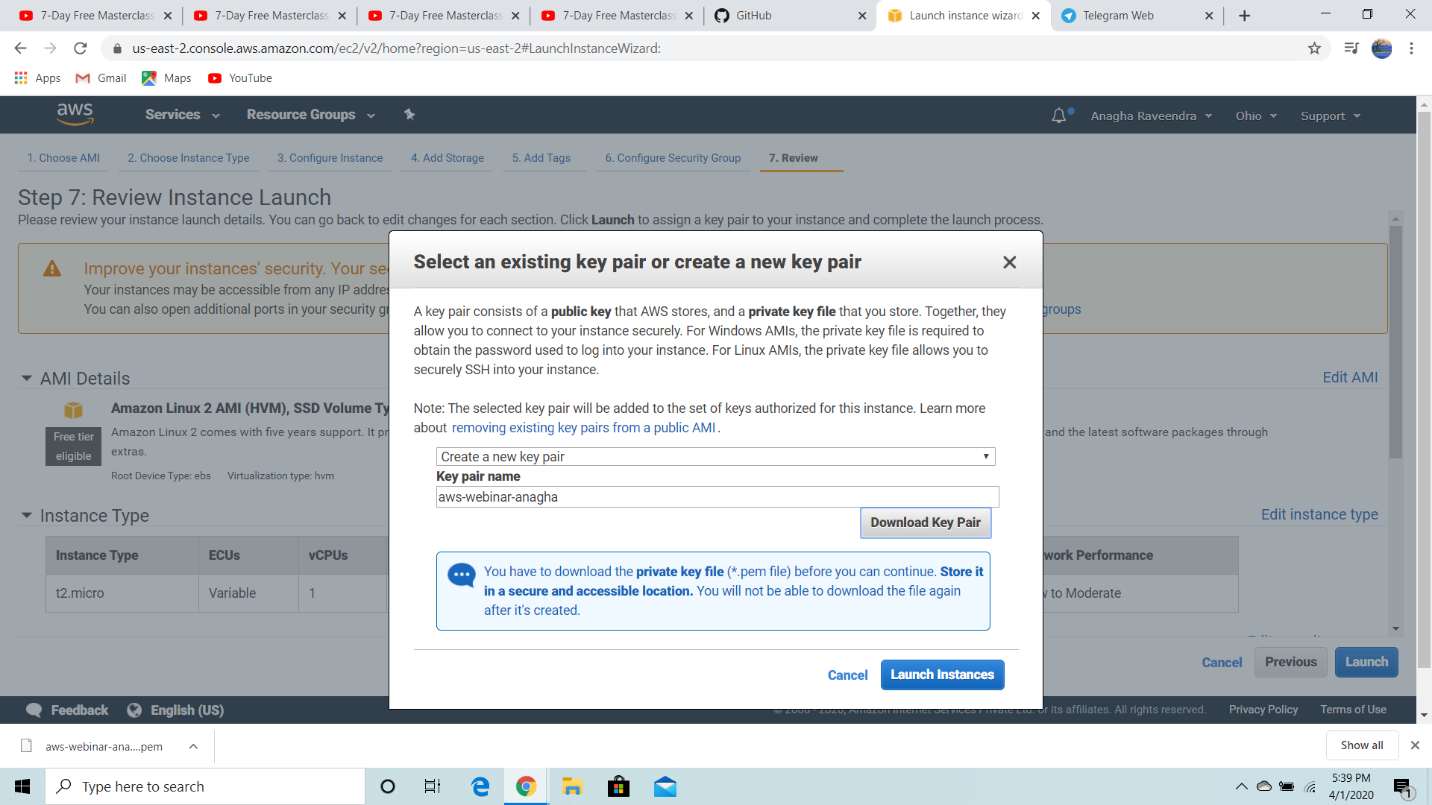 7-Day Free Masterclass
7-Day Free Masterclass
7-Day Free Masterclass
7-Day Free Masterclass
GitHub
Launch instance wizard
Telegram Web
us-east-2.console.aws.amazon.com/ec2/v2/home?region=us-east-2#LaunchInstanceWizard:
Apps Gmail Maps YouTube
aws Services Resource Groups Anagha Raveendra Ohio Support
1. Choose AMI 2. Choose Instance Type 3. Configure Instance 4. Add Storage 5. Add Tags 6. Configure Security Group 7. Review
Step 7: Review Instance Launch
Please review your instance launch details. You can go back to edit changes for each section. Click Launch to assign a key pair to your instance and complete the launch process.
Improve your instances' security. Your
Your instances may be accessible from any IP
You can also open additional ports in your security groups
Select an existing key pair or create a new key pair
A key pair consists of a public key that AWS stores, and a private key file that you store. Together, they
allow you to connect to your instance securely. For Windows AMIs, the private key file is required to
obtain the password used to log into your instance. For Linux AMIs, the private key file allows you to
securely SSH into your instance.
Note: The selected key pair will be added to the set of keys authorized for this instance. Learn more
about removing existing key pairs from a public AMI.
Create a new key pair
Key pair name
aws-webinar-anagha
Download Key Pair
You have to download the private key file (*.pem file) before you can continue. Store it
in a secure and accessible location. You will not be able to download the file again
after it's created.
Cancel Launch Instances
AMI Details Edit AMI
Amazon Linux 2 AMI (HVM), SSD Volume
Free tier
eligible
Amazon Linux 2 comes with five years support. It and the latest software packages through
extras.
Root Device Type: ebs Virtualization type: hvm
Instance Type Edit instance type
Instance Type ECUs vCPUs Performance
t2.micro Variable 1 to Moderate
Cancel Previous Launch
Feedback English (US) Amazon Internet Services Private Ltd. or its affiliates. All rights reserved. Privacy Policy Terms of Use
aws-webinar-ana....pem Show all
Type here to search
5:39 PM
4/1/2020
1